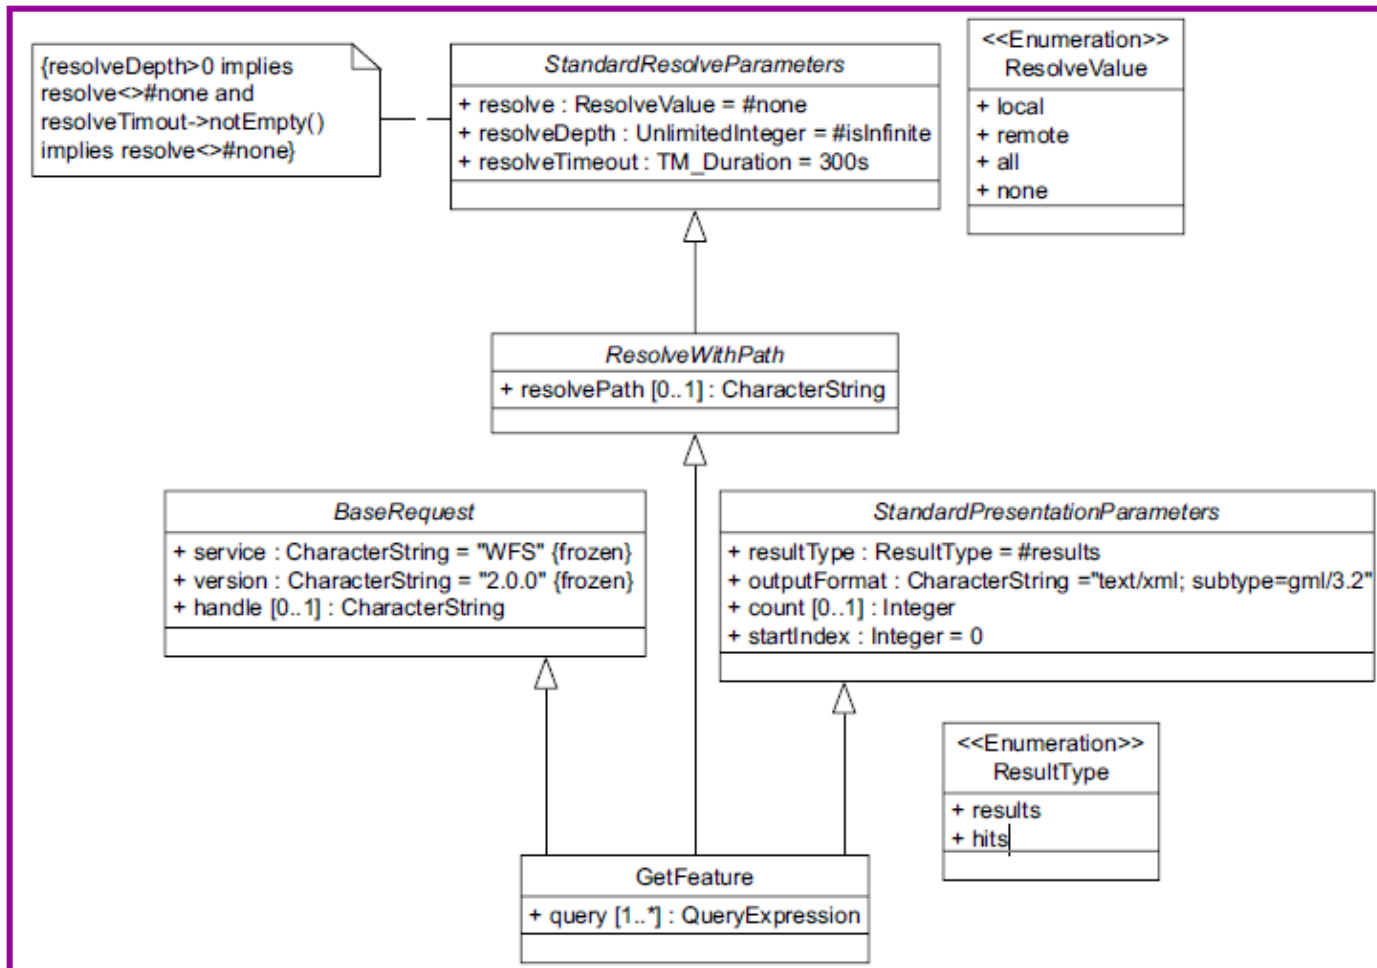 {resolveDepth>0 implies
resolve<>#none and
resolveTimout->notEmpty()
implies resolve<>#none}
StandardResolveParameters
+ resolve : ResolveValue = #none
+ resolveDepth : UnlimitedInteger = #isInfinite
+ resolveTimeout : TM_Duration = 300s
<<Enumeration>>
ResolveValue
+ local
+ remote
+ all
+ none
ResolveWithPath
+ resolvePath [0..1] : CharacterString
BaseRequest
+ service : CharacterString = "WFS" {frozen}
+ version : CharacterString = "2.0.0" {frozen}
+ handle [0..1] : CharacterString
StandardPresentationParameters
+ resultType : ResultType = #results
+ outputFormat : CharacterString ="text/xml; subtype=gml/3.2"
+ count [0..1] : Integer
+ startIndex : Integer = 0
<<Enumeration>>
ResultType
+ results
+ hits
GetFeature
+ query [1..*] : QueryExpression